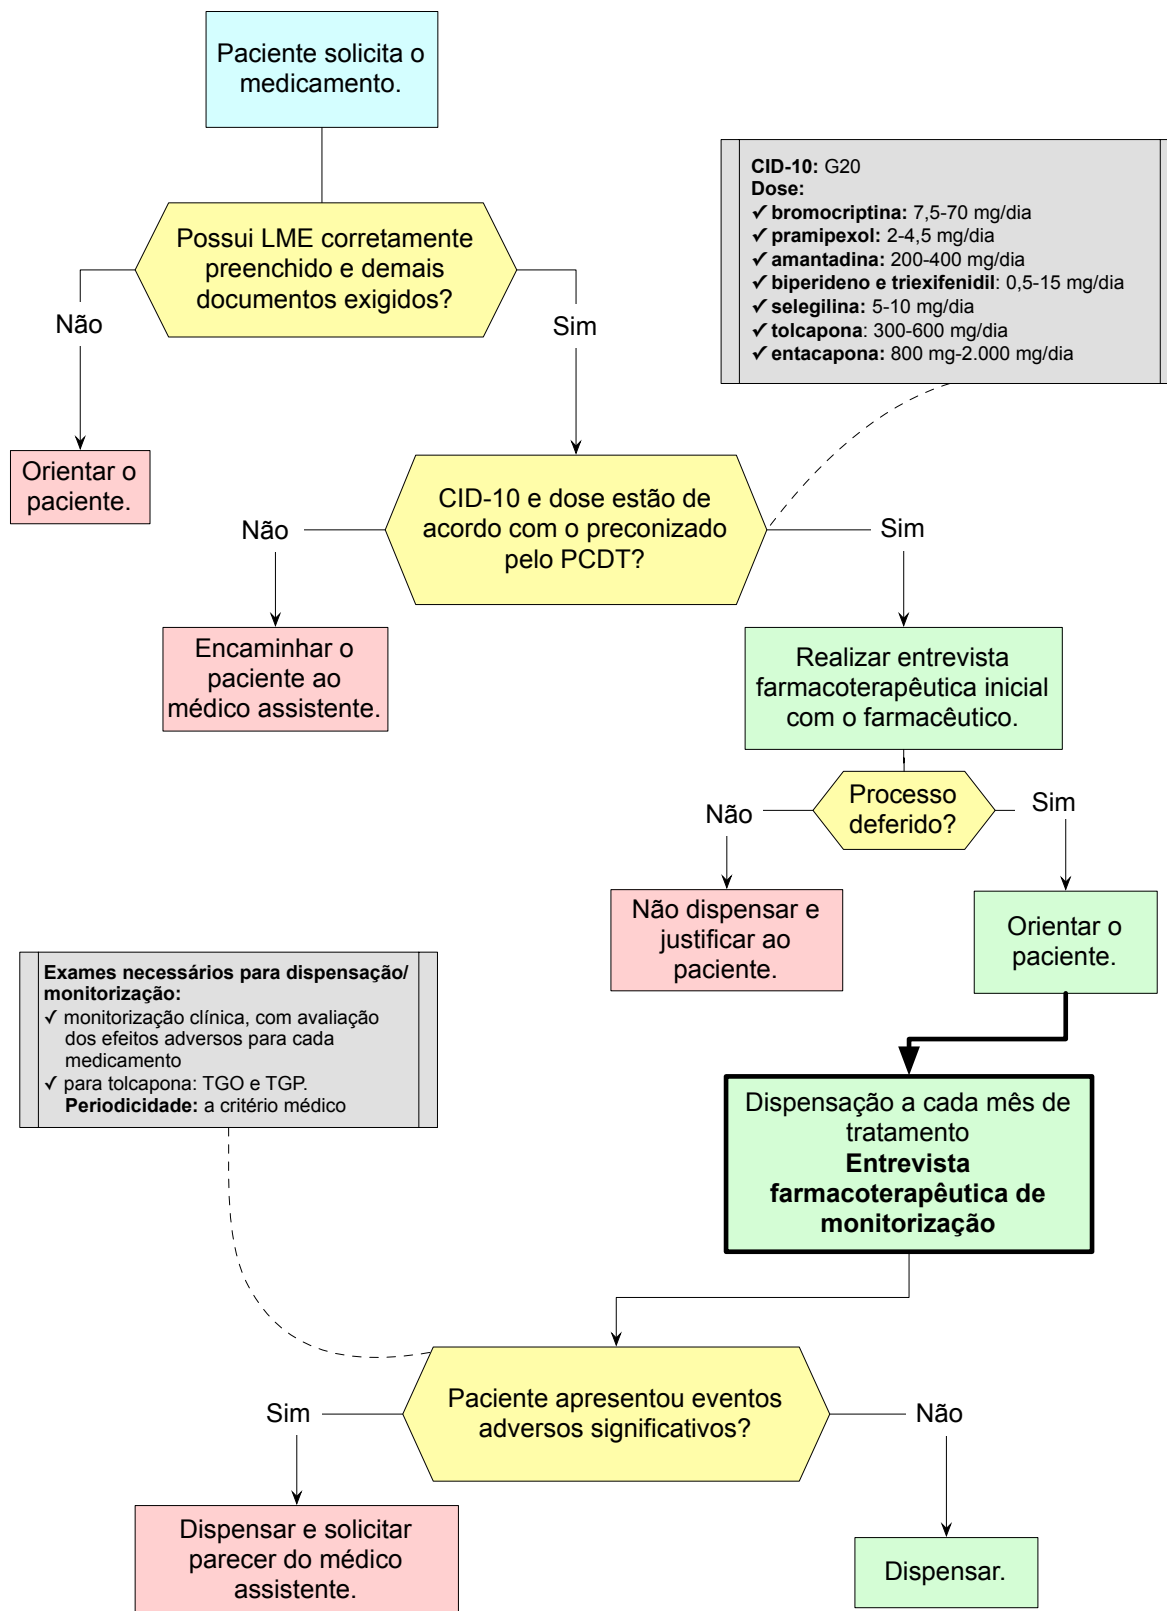 Paciente solicita o
medicamento.
CID-10: G20
Dose:
✓ bromocriptina: 7,5-70 mg/dia
✓ pramipexol: 2-4,5 mg/dia
✓ amantadina: 200-400 mg/dia
✓ biperideno e triexifenidil: 0,5-15 mg/dia
✓ selegilina: 5-10 mg/dia
✓ tolcapona: 300-600 mg/dia
✓ entacapona: 800 mg-2.000 mg/dia
Possui LME corretamente
preenchido e demais
documentos exigidos?
Não
Sim
Orientar o
paciente.
CID-10 e dose estão de
acordo com o preconizado
pelo PCDT?
Não
Sim
Encaminhar o
paciente ao
médico assistente.
Realizar entrevista
farmacoterapêutica inicial
com o farmacêutico.
Processo
deferido?
Não
Sim
Não dispensar e
justificar ao
paciente.
Orientar o
paciente.
Exames necessários para dispensação/
monitorização:
✓ monitorização clínica, com avaliação
dos efeitos adversos para cada
medicamento
✓ para tolcapona: TGO e TGP.
Periodicidade: a critério médico
Dispensação a cada mês de
tratamento
Entrevista
farmacoterapêutica de
monitorização
Paciente apresentou eventos
adversos significativos?
Sim
Não
Dispensar e solicitar
parecer do médico
assistente.
Dispensar.